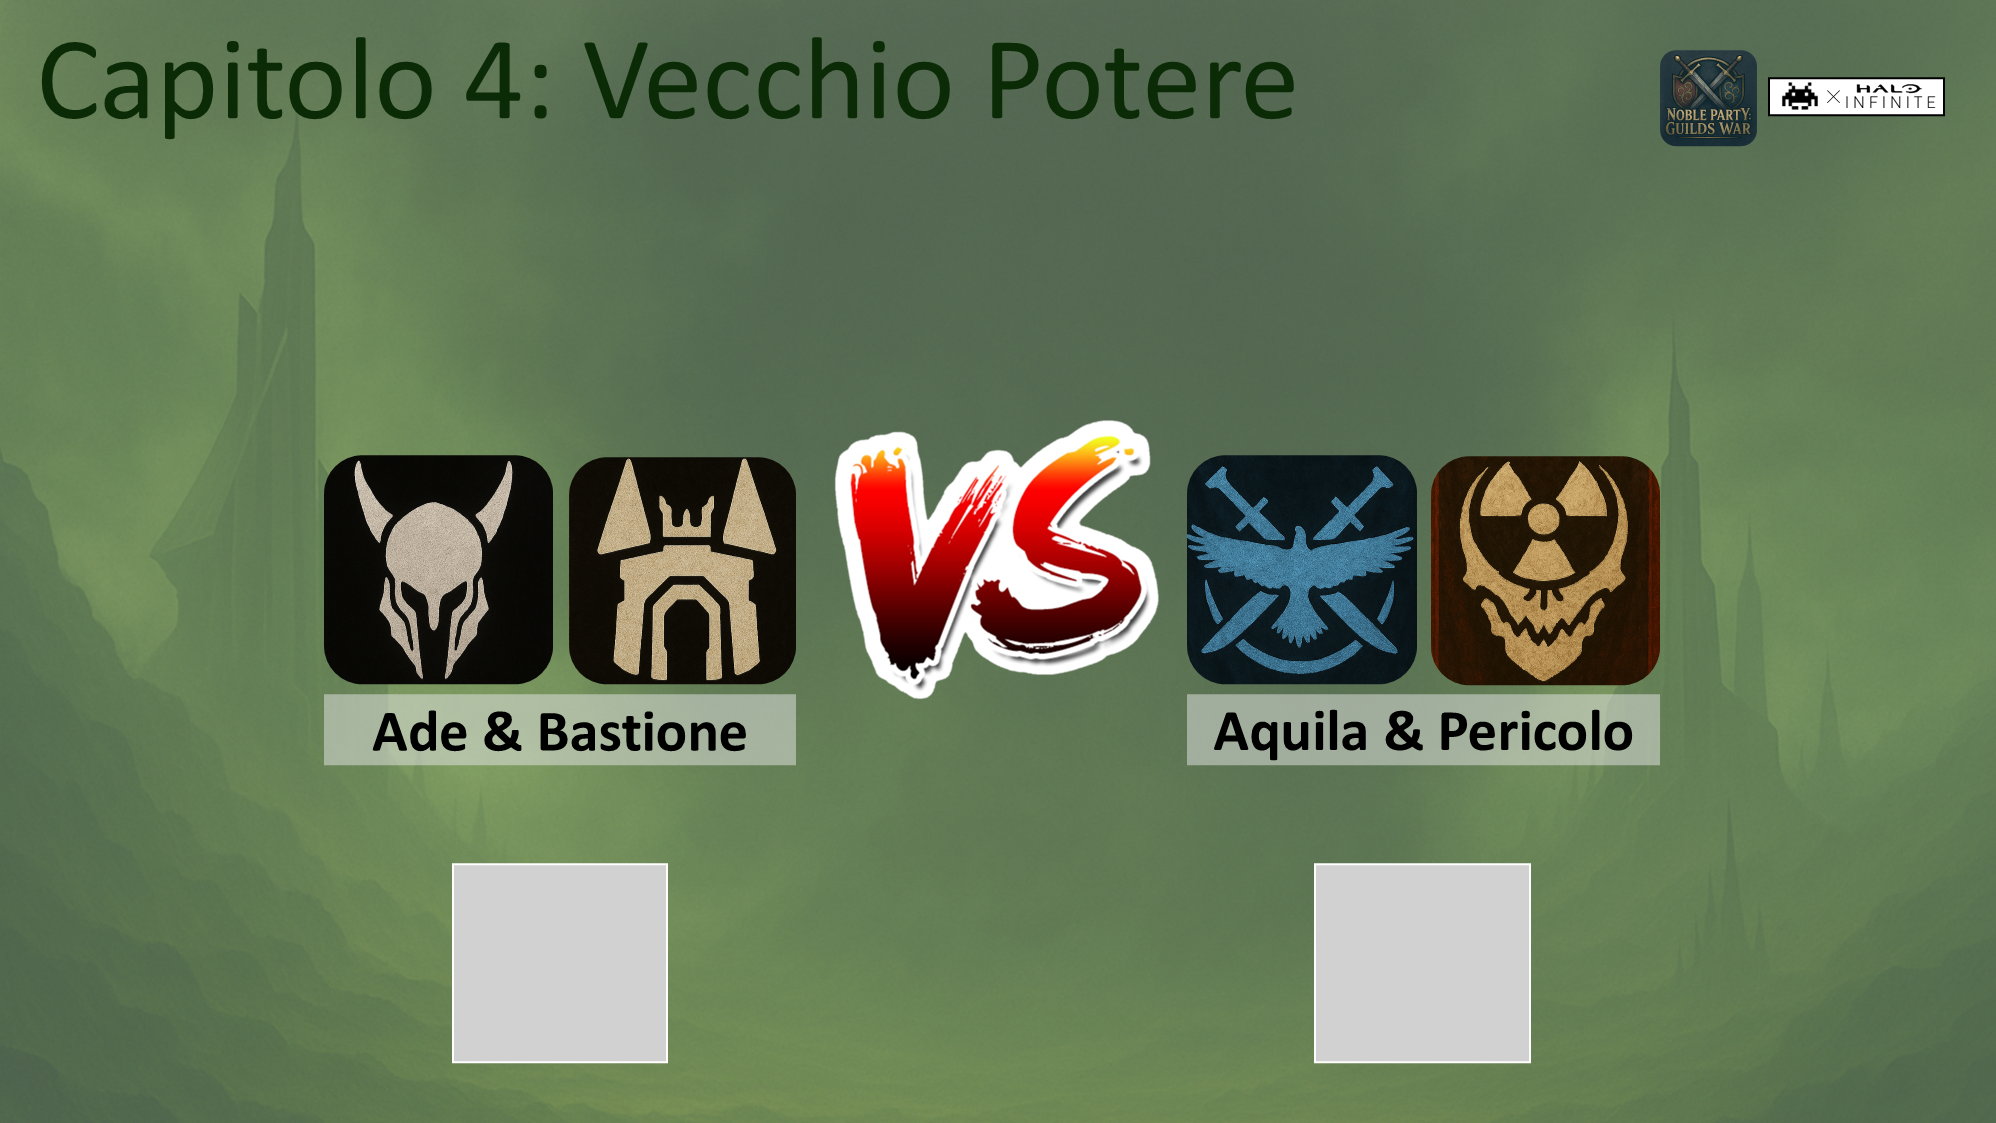 Capitolo 4: Vecchio Potere
NOBLE PARTY:
GUILDS WAR
× HALO
INFINITE
VS
Ade & Bastione
Aquila & Pericolo